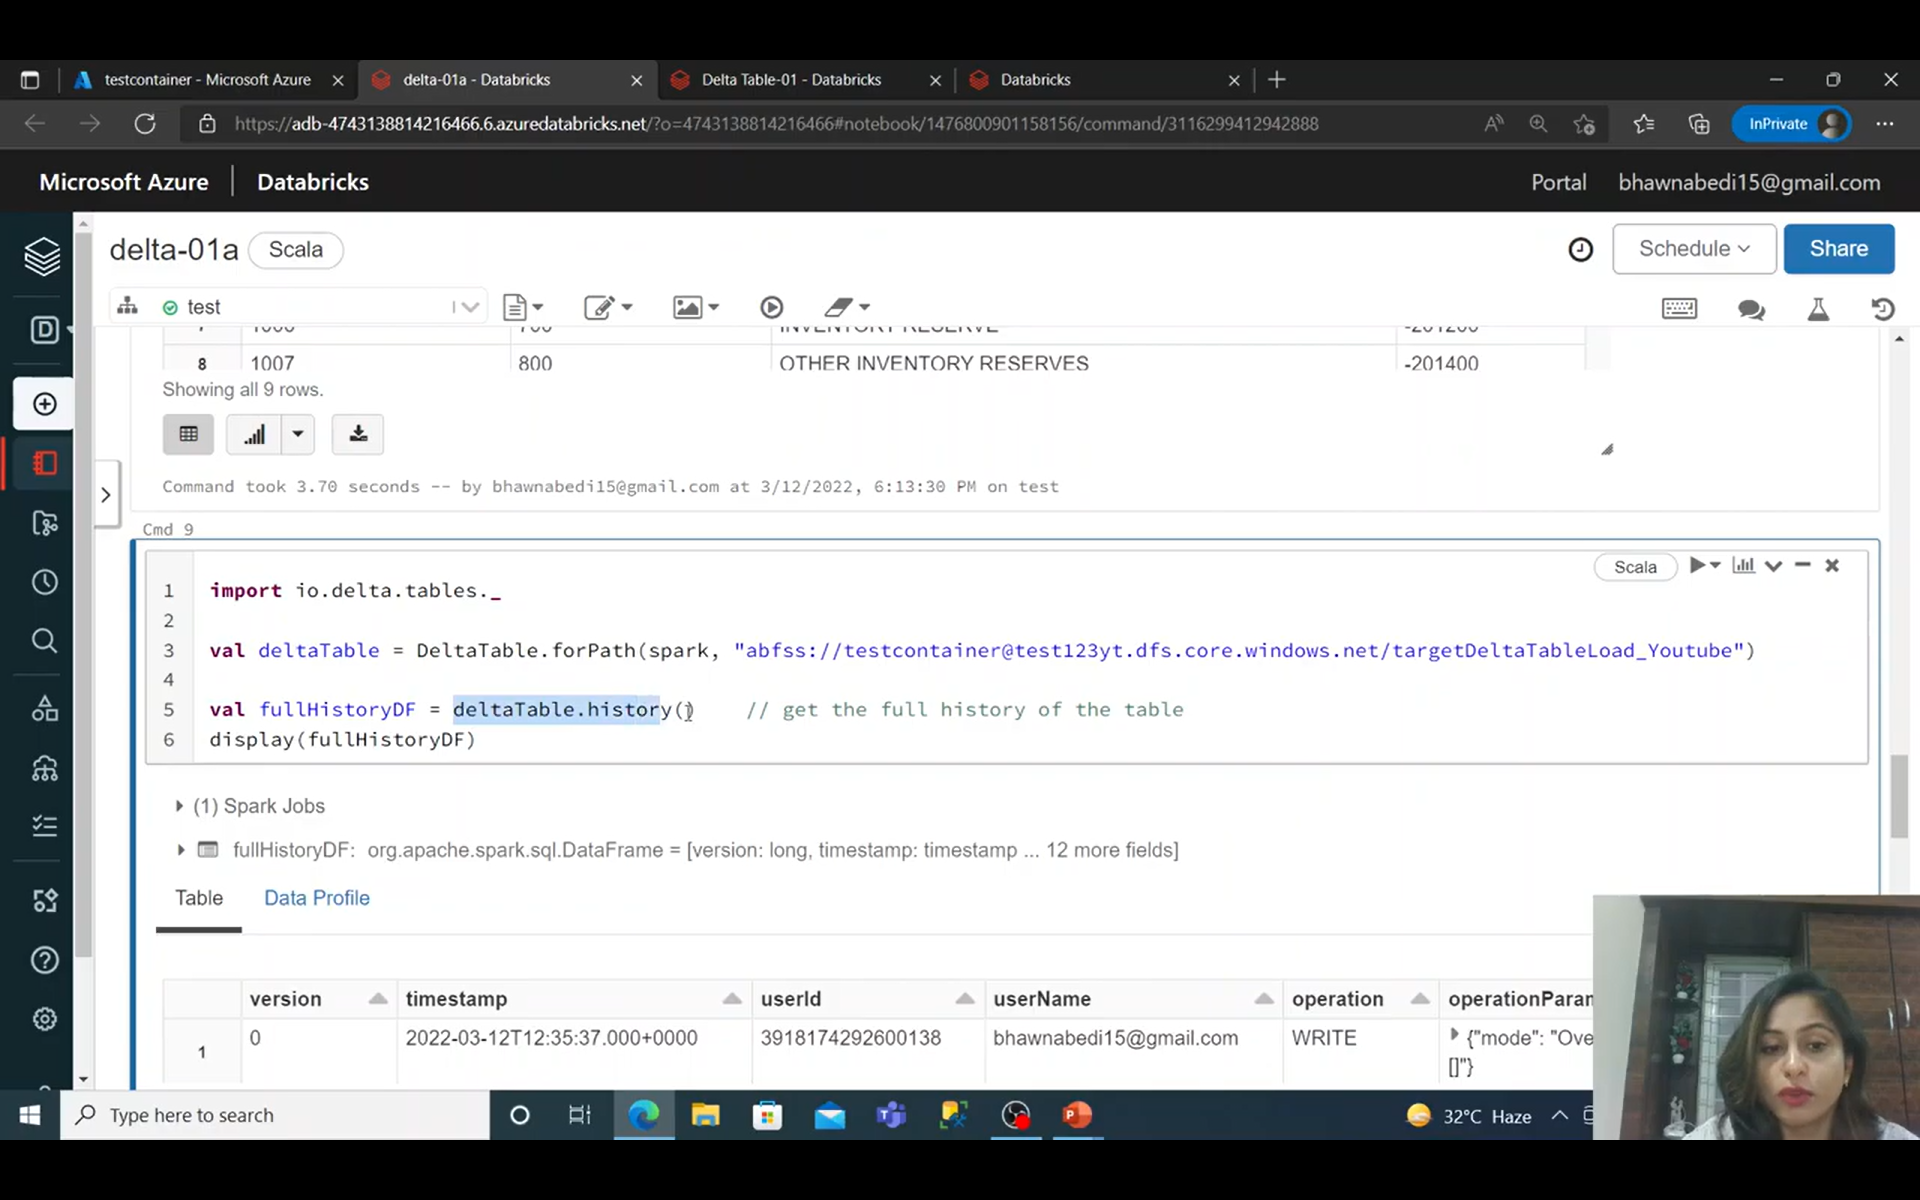 testcontainer - Microsoft Azure
delta-01a - Databricks
Delta Table-01 - Databricks
Databricks
https://adb-4743138814216466.6.azuredatabricks.net/?o=4743138814216466#notebook/1476800901158156/command/3116299412942888
InPrivate
Microsoft Azure | Databricks
Portal
bhawnabedi15@gmail.com
delta-01a Scala
Schedule
Share
test
8 1007 800 OTHER INVENTORY RESERVES -201400
Showing all 9 rows.
Command took 3.70 seconds -- by bhawnabedi15@gmail.com at 3/12/2022, 6:13:30 PM on test
Cmd 9
Scala
1 import io.delta.tables._
2
3 val deltaTable = DeltaTable.forPath(spark, "abfss://testcontainer@test123yt.dfs.core.windows.net/targetDeltaTableLoad_Youtube")
4
5 val fullHistoryDF = deltaTable.history() // get the full history of the table
6 display(fullHistoryDF)
(1) Spark Jobs
fullHistoryDF: org.apache.spark.sql.DataFrame = [version: long, timestamp: timestamp ... 12 more fields]
Table Data Profile
version timestamp userId userName operation operationParan
1 0 2022-03-12T12:35:37.000+0000 3918174292600138 bhawnabedi15@gmail.com WRITE {"mode": "Ove
[]"}
Type here to search
32°C Haze